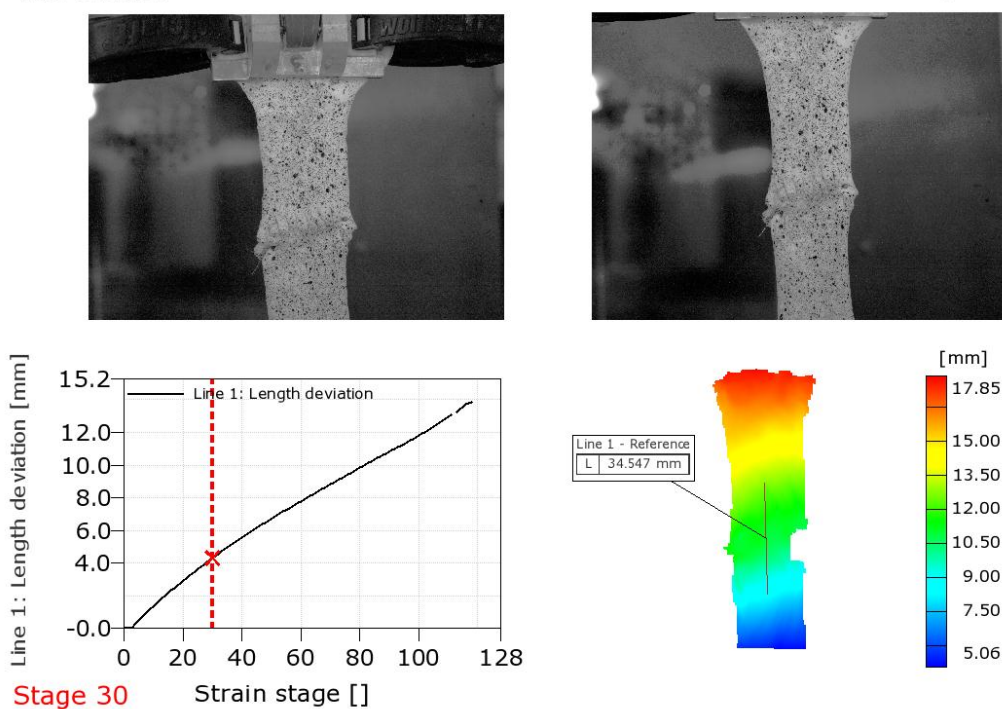 [mm]
15.2
12.0
10.0
8.0
6.0
4.0
-0.0
Line 1: Length deviation [mm]
Line 1: Length deviation
0 20 40 60 80 100 128
Stage 30
Strain stage []
Line 1 - Reference
L 34.547 mm
17.85
15.00
13.50
12.00
10.50
9.00
7.50
5.06